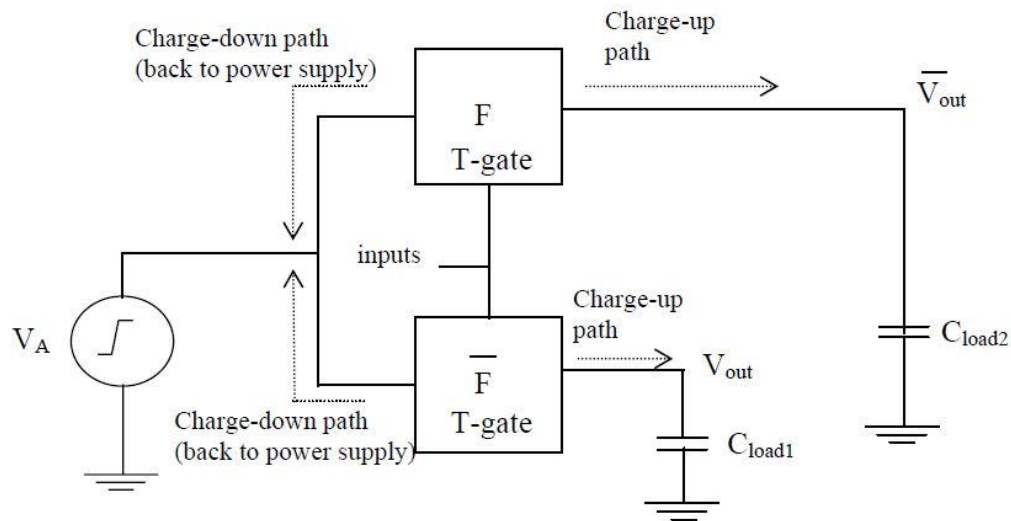 Charge-down path
(back to power supply)
Charge-up
path
V̅out
F
T-gate
inputs
Charge-up
path
VA
Cload2
F̅
T-gate
Vout
Charge-down path
(back to power supply)
Cload1